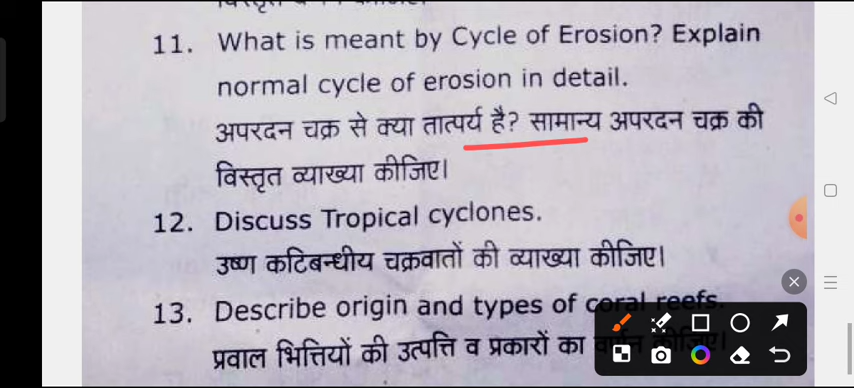 11. What is meant by Cycle of Erosion? Explain
normal cycle of erosion in detail.
अपरदन चक्र से क्या तात्पर्य है? सामान्य अपरदन चक्र की
विस्तृत व्याख्या कीजिए।
12. Discuss Tropical cyclones.
उष्ण कटिबन्धीय चक्रवातों की व्याख्या कीजिए।
13. Describe origin and types of coral reefs.
प्रवाल भित्तियों की उत्पत्ति व प्रकारों का वर्णन कीजिए।